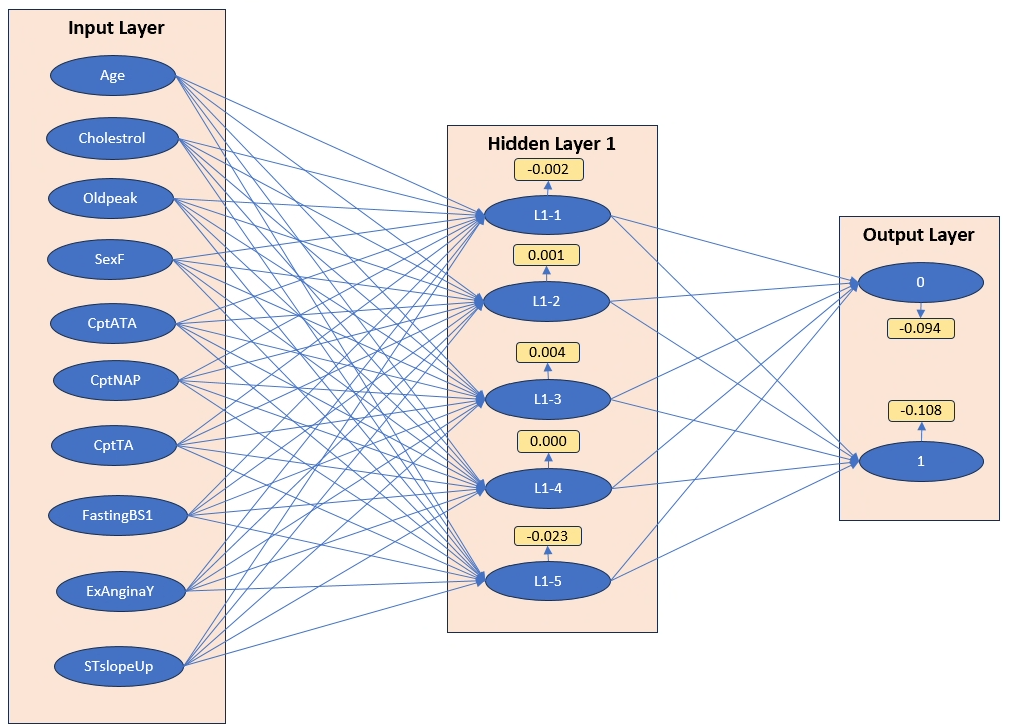 Input Layer
Age
Cholestrol
Oldpeak
SexF
CptATA
CptNAP
CptTA
FastingBS1
ExAnginaY
STslopeUp
Hidden Layer 1
-0.002
L1-1
0.001
L1-2
0.004
L1-3
0.000
L1-4
-0.023
L1-5
Output Layer
0
-0.094
-0.108
1